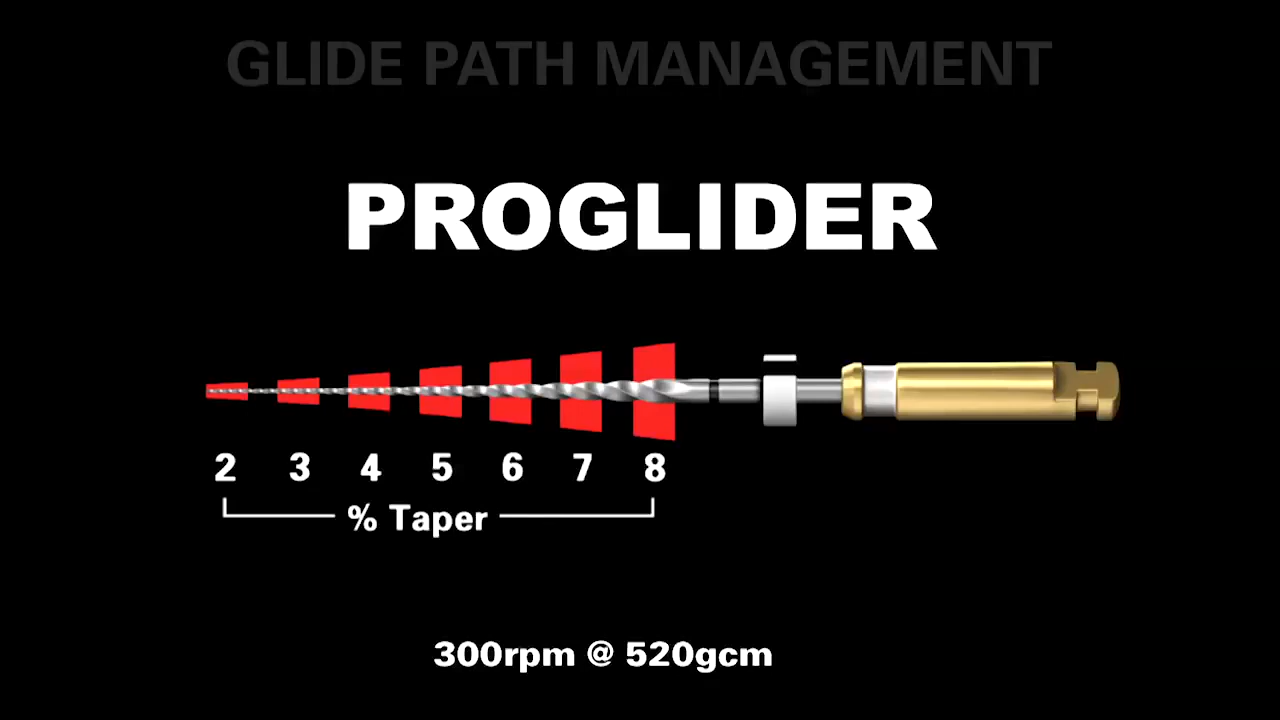 GLIDE PATH MANAGEMENT
PROGLIDER
2 3 4 5 6 7 8
% Taper
300rpm @ 520gcm